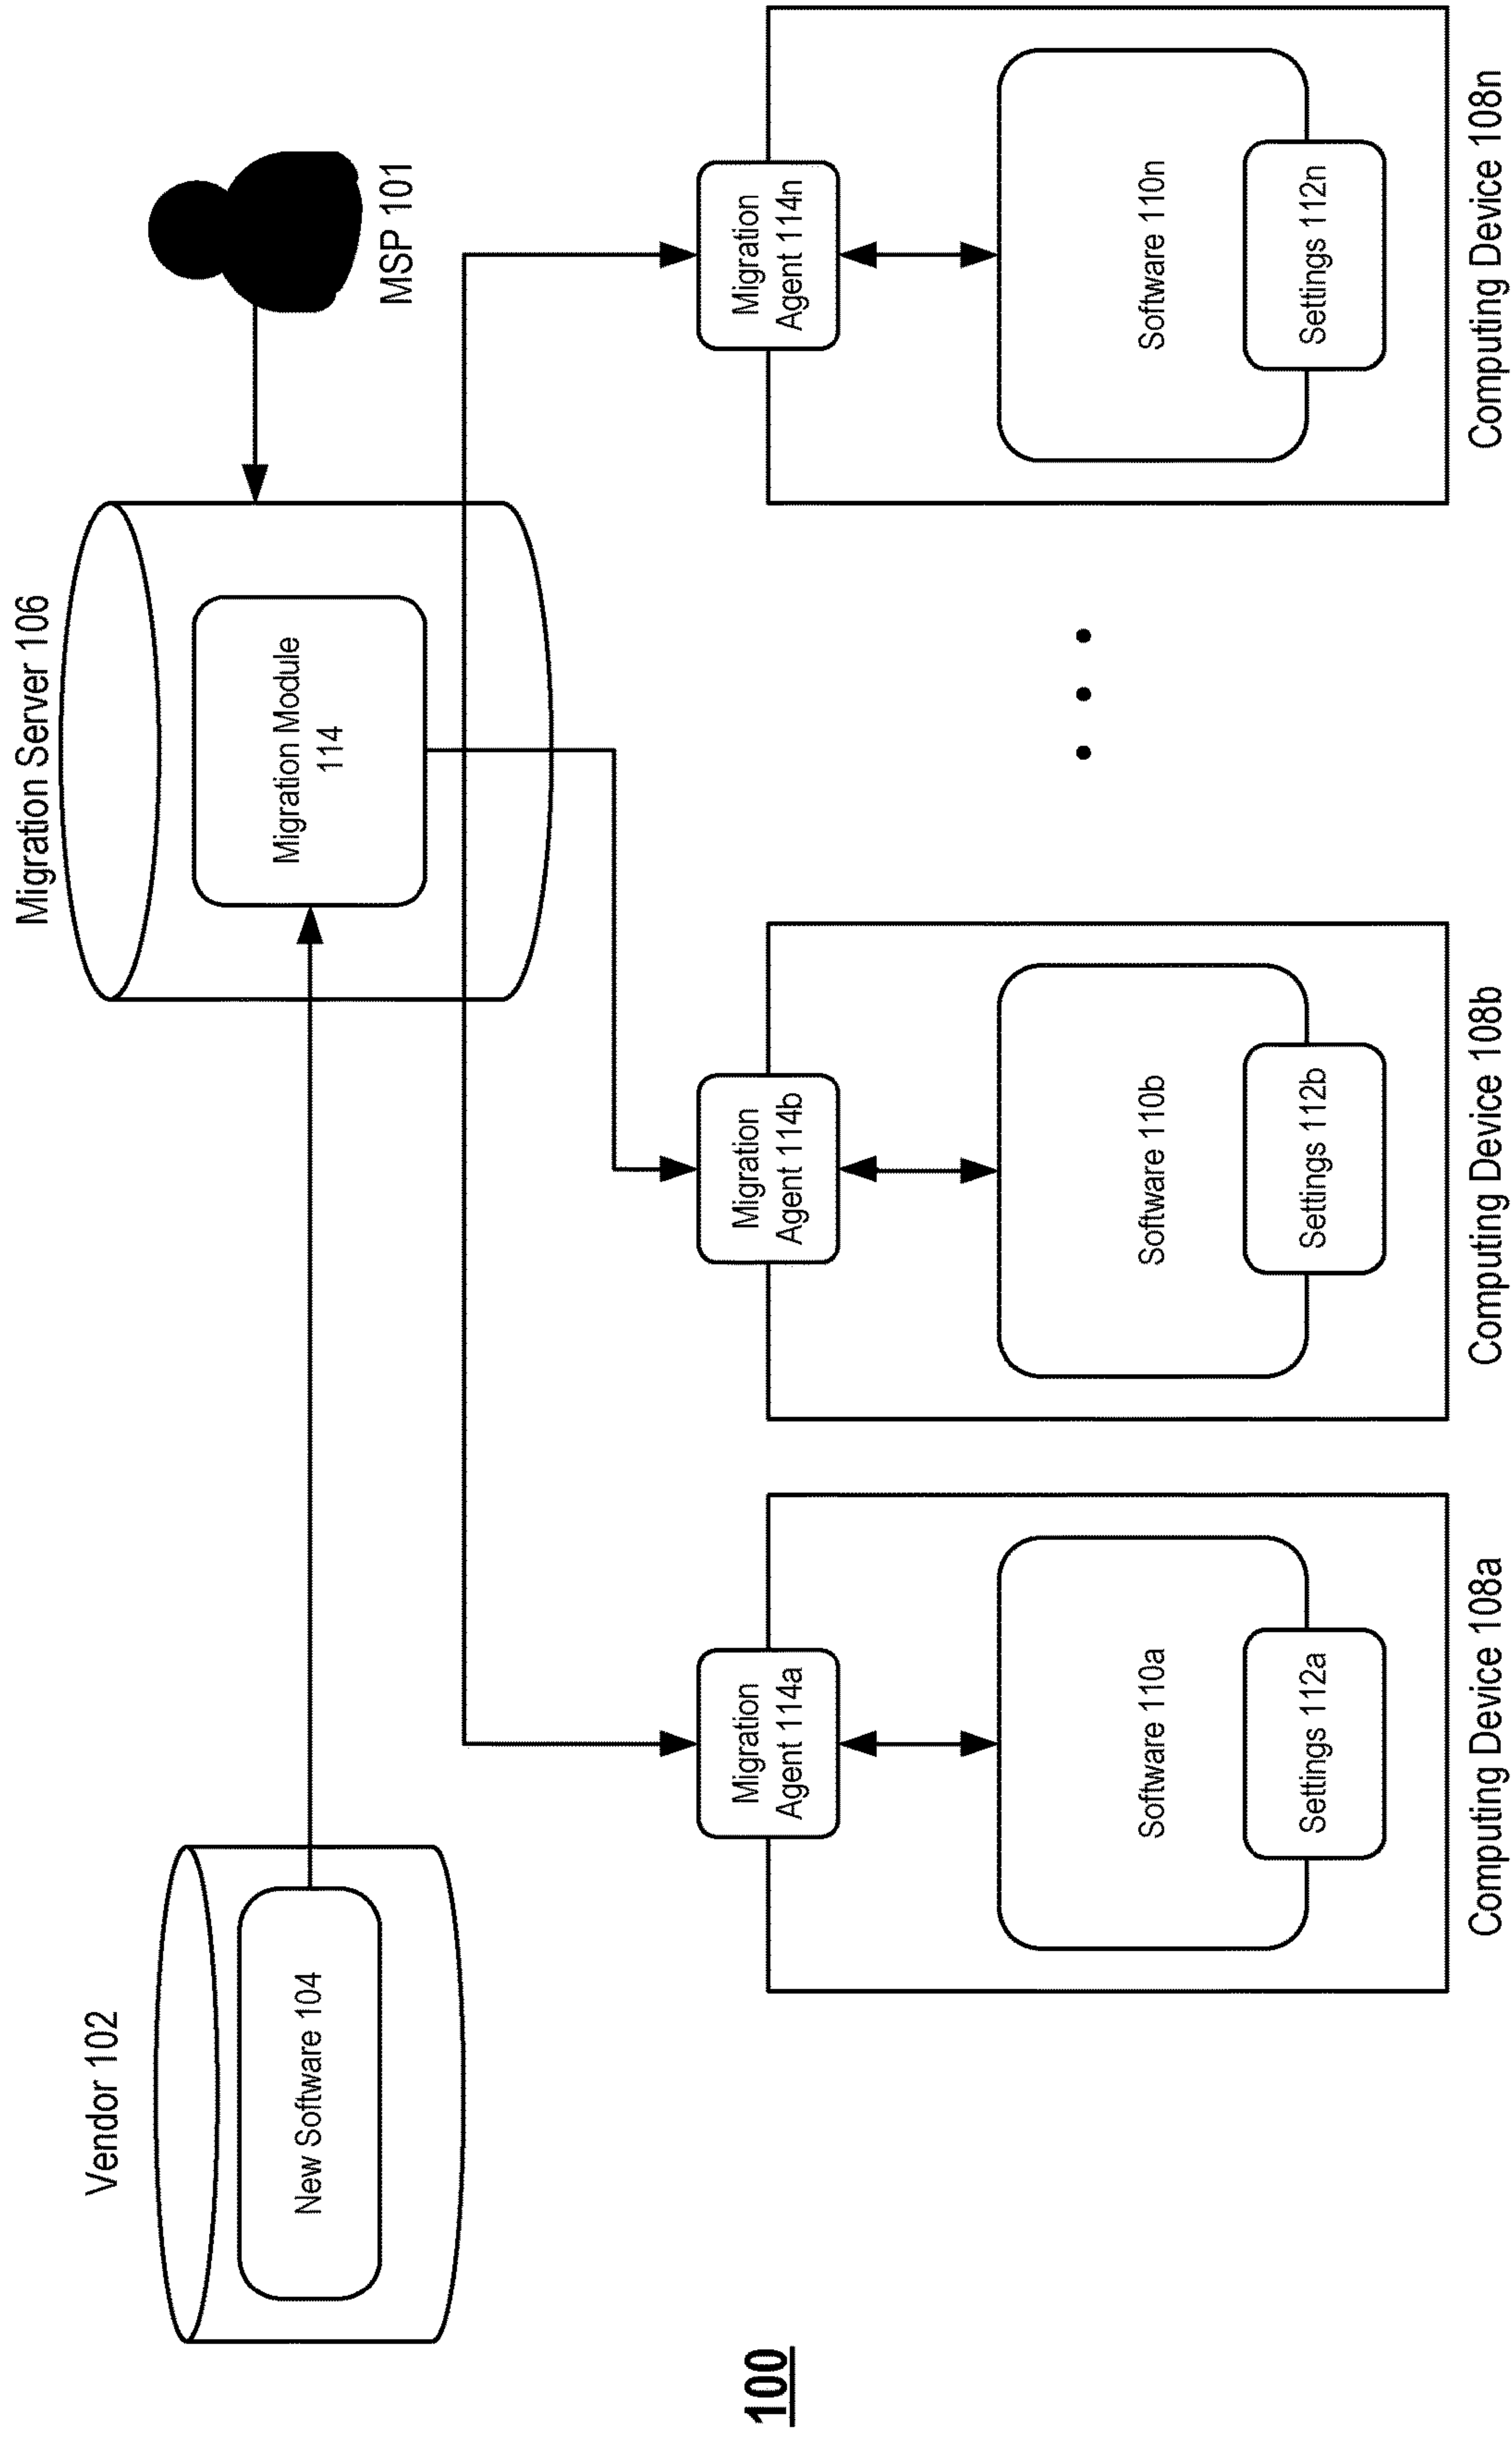 Vendor 102
New Software 104
Migration Server 106
Migration Module
114
MSP 101
Migration
Agent 114a
Software 110a
Settings 112a
Computing Device 108a
Migration
Agent 114b
Software 110b
Settings 112b
Computing Device 108b
Migration
Agent 114n
Software 110n
Settings 112n
Computing Device 108n
100